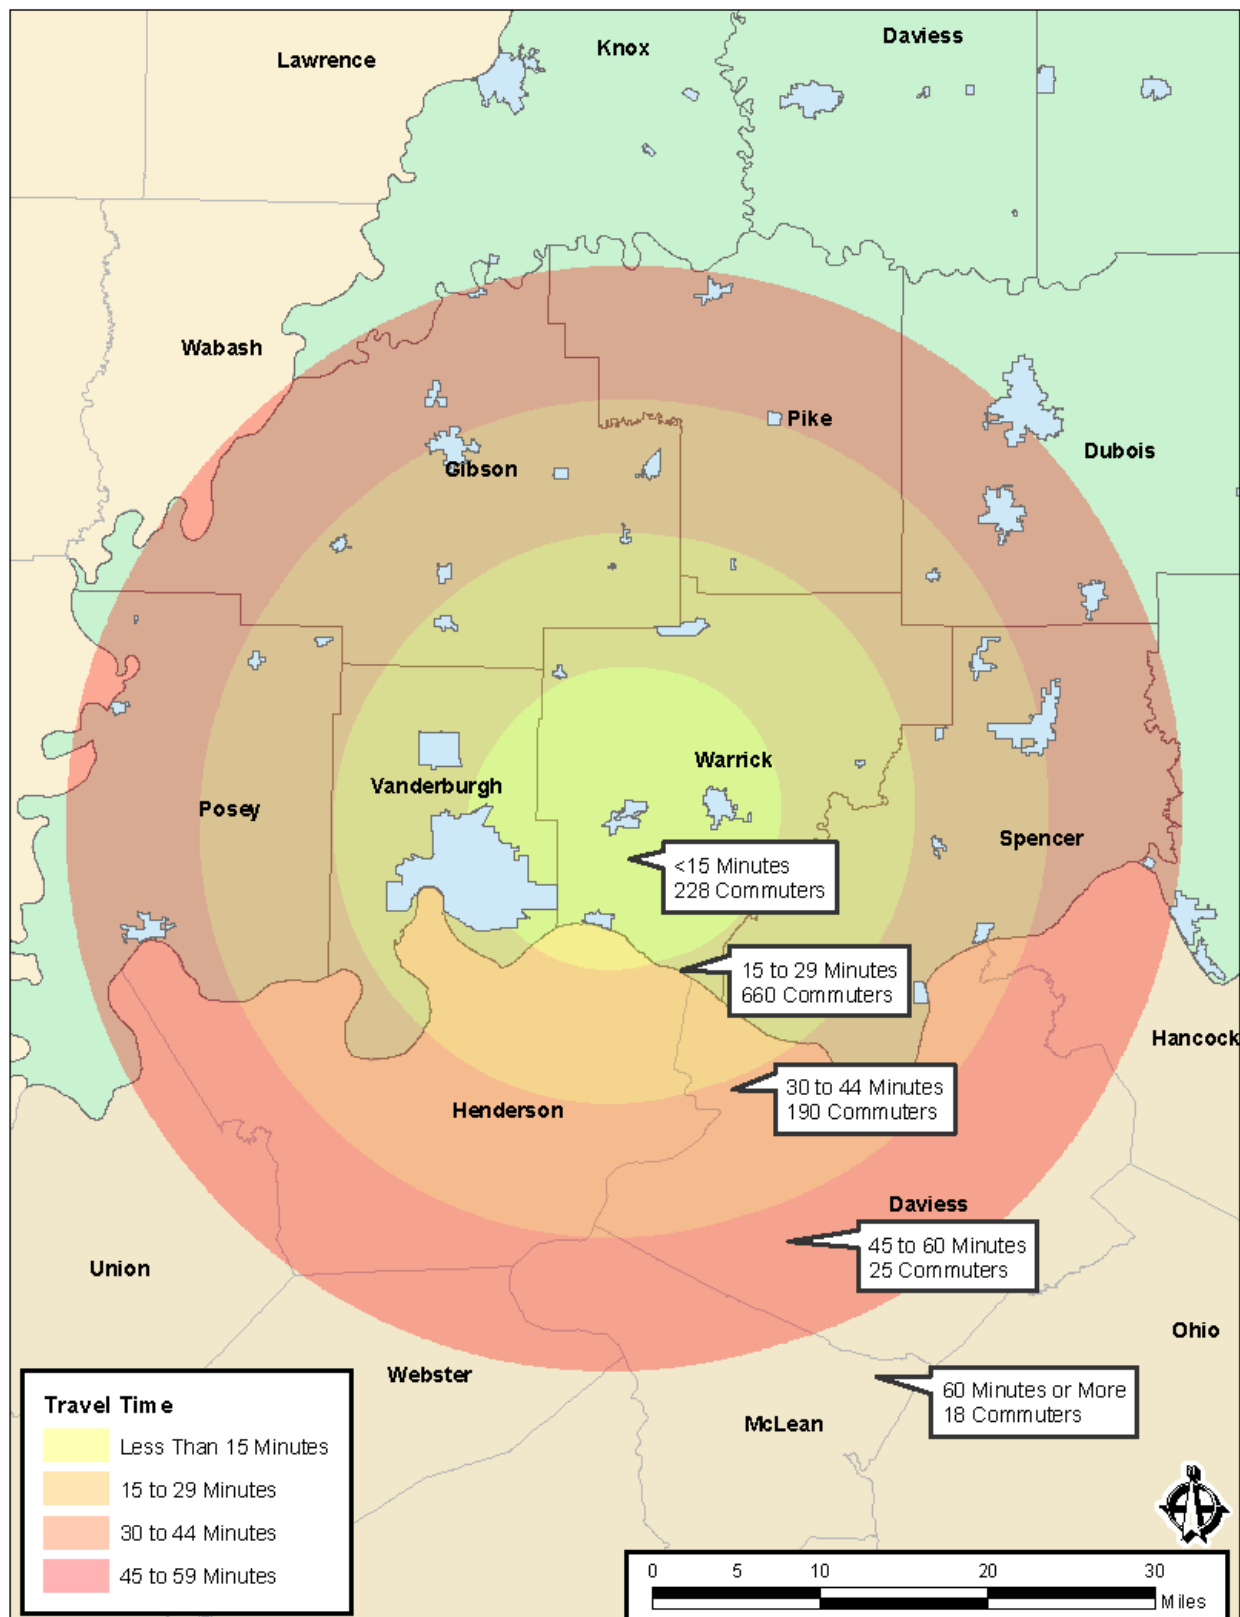 Lawrence
Knox
Daviess
Wabash
Pike
Gibson
Dubois
Warrick
Vanderburgh
Posey
Spencer
<15 Minutes
228 Commuters
15 to 29 Minutes
660 Commuters
Hancock
30 to 44 Minutes
190 Commuters
Henderson
Daviess
45 to 60 Minutes
25 Commuters
Union
Ohio
Webster
60 Minutes or More
18 Commuters
McLean
Travel Time
Less Than 15 Minutes
15 to 29 Minutes
30 to 44 Minutes
45 to 59 Minutes
0 5 10 20 30
Miles